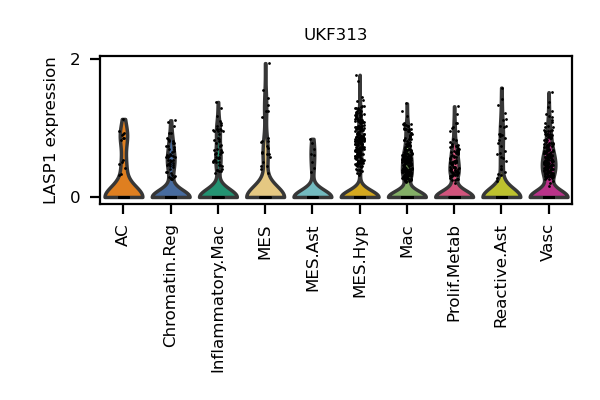 UKF313
LASP1 expression
2
0
AC
Chromatin.Reg
Inflammatory.Mac
MES
MES.Ast
MES.Hyp
Mac
Prolif.Metab
Reactive.Ast
Vasc